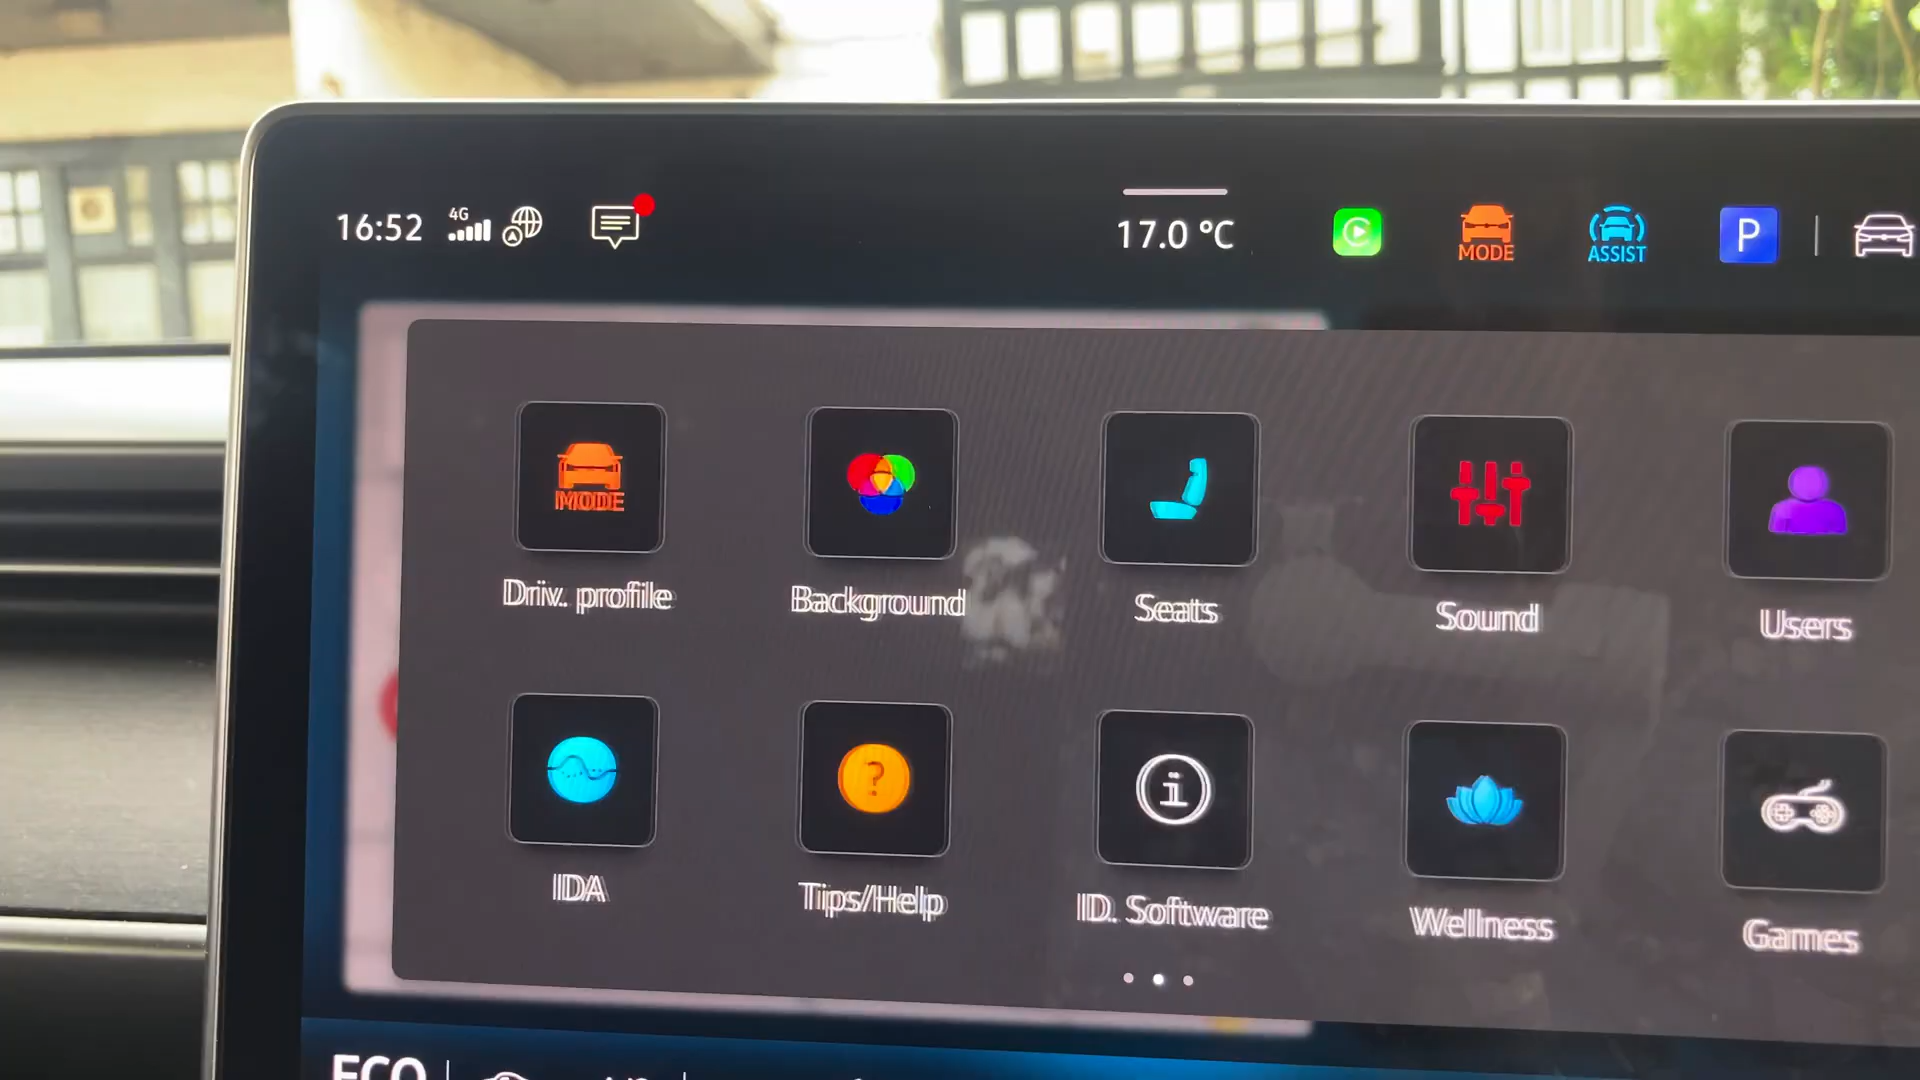 16:52 4G 17.0 °C MODE ASSIST P
MODE
Driv. profile Background Seats Sound Users
IDA Tips/Help ID. Software Wellness Games
ECO